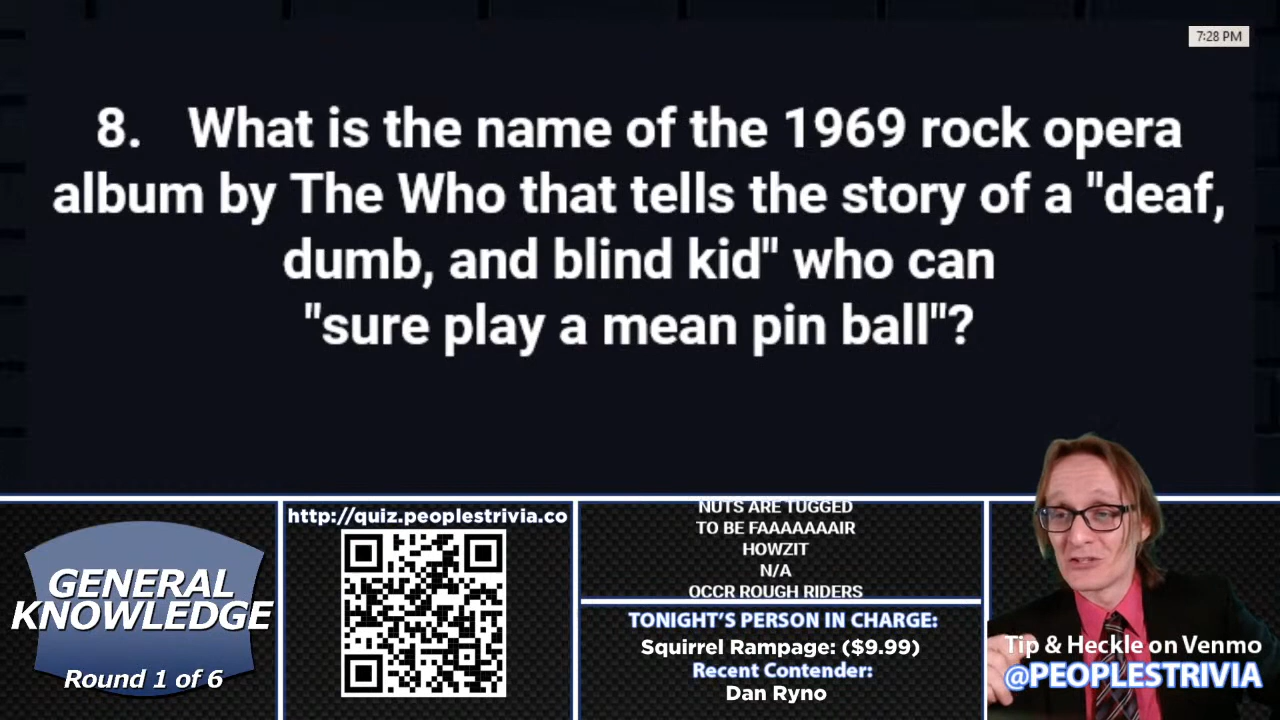 7:28 PM
8. What is the name of the 1969 rock opera
album by The Who that tells the story of a "deaf,
dumb, and blind kid" who can
"sure play a mean pin ball"?
GENERAL
KNOWLEDGE
Round 1 of 6
http://quiz.peoplestrivia.co
NUTS ARE TUGGED
TO BE FAAAAAAIR
HOWZIT
N/A
OCCR ROUGH RIDERS
TONIGHT'S PERSON IN CHARGE:
Squirrel Rampage: ($9.99)
Recent Contender:
Dan Ryno
Tip & Heckle on Venmo
@PEOPLESTRIVIA